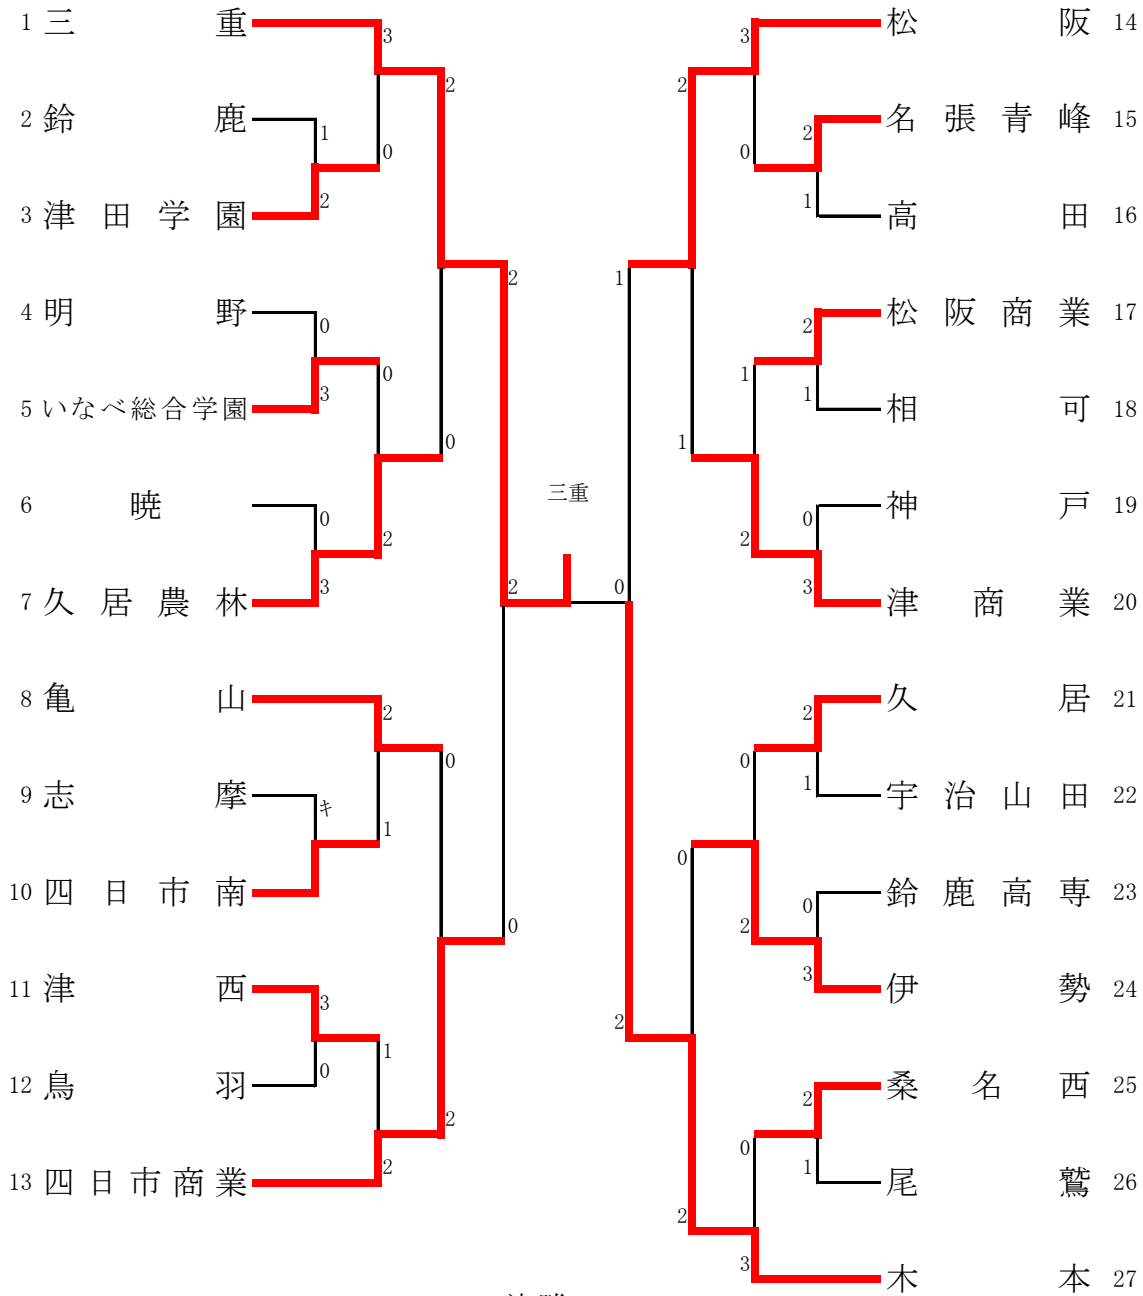 1 三重
3
2
2 鈴鹿
1
0
3 津田学園
2
2
4 明野
0
0
5 いなべ総合学園
3
0
6 暁
0
2
7 久居農林
3
2
8 亀山
2
0
9 志摩
キ
1
10 四日市南
0
11 津西
3
1
12 鳥羽
0
2
13 四日市商業
2
三重
松阪 14
3
2
名張青峰 15
2
0
高田 16
1
1
松阪商業 17
2
1
相可 18
1
1
神戸 19
0
2
津商業 20
3
0
久居 21
2
0
宇治山田 22
1
0
鈴鹿高専 23
0
2
伊勢 24
3
2
桑名西 25
2
0
尾鷲 26
1
2
木本 27
3